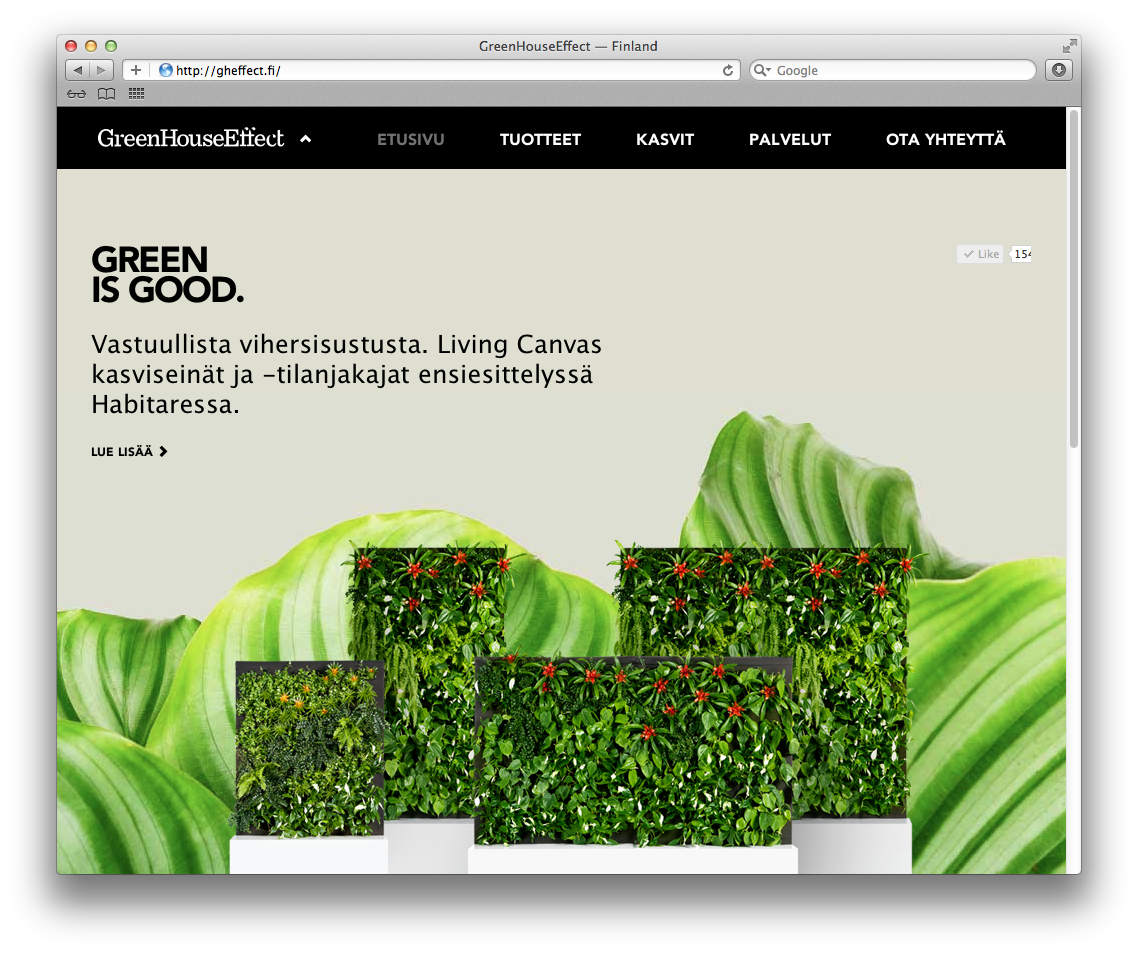 GreenHouseEffect — Finland
http://gheffect.fi/
Google
GreenHouseEffect
ETUSIVU
TUOTTEET
KASVIT
PALVELUT
OTA YHTEYTTÄ
GREEN
IS GOOD.
Like
154
Vastuullista vihersisustusta. Living Canvas
kasviseinät ja –tilanjakajat ensiesittelyssä
Habitaressa.
LUE LISÄÄ